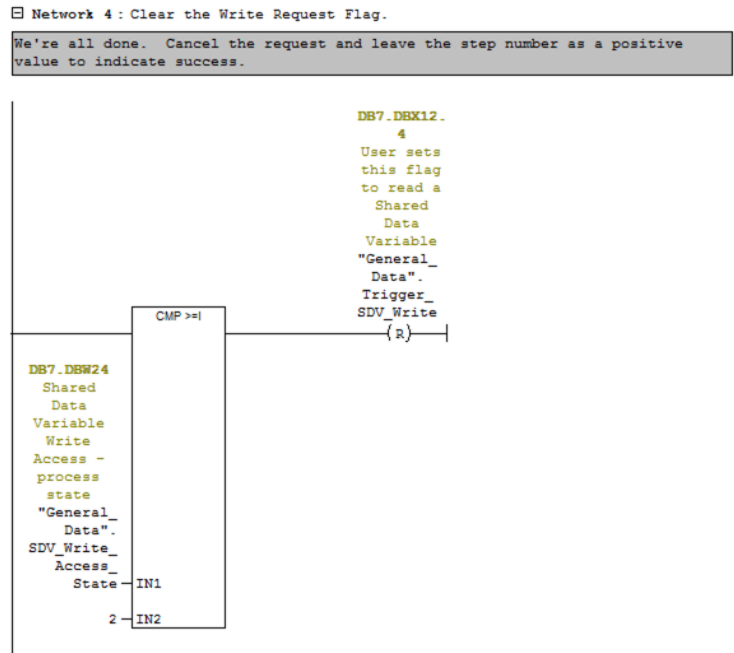 Network 4 : Clear the Write Request Flag.
We're all done.  Cancel the request and leave the step number as a positive
value to indicate success.
DB7.DBX12.
4
User sets
this flag
to read a
Shared
Data
Variable
"General_
Data".
Trigger_
SDV_Write
CMP >=I
(R)
DB7.DBW24
Shared
Data
Variable
Write
Access -
process
state
"General_
Data".
SDV_Write_
Access_
State IN1
2 IN2